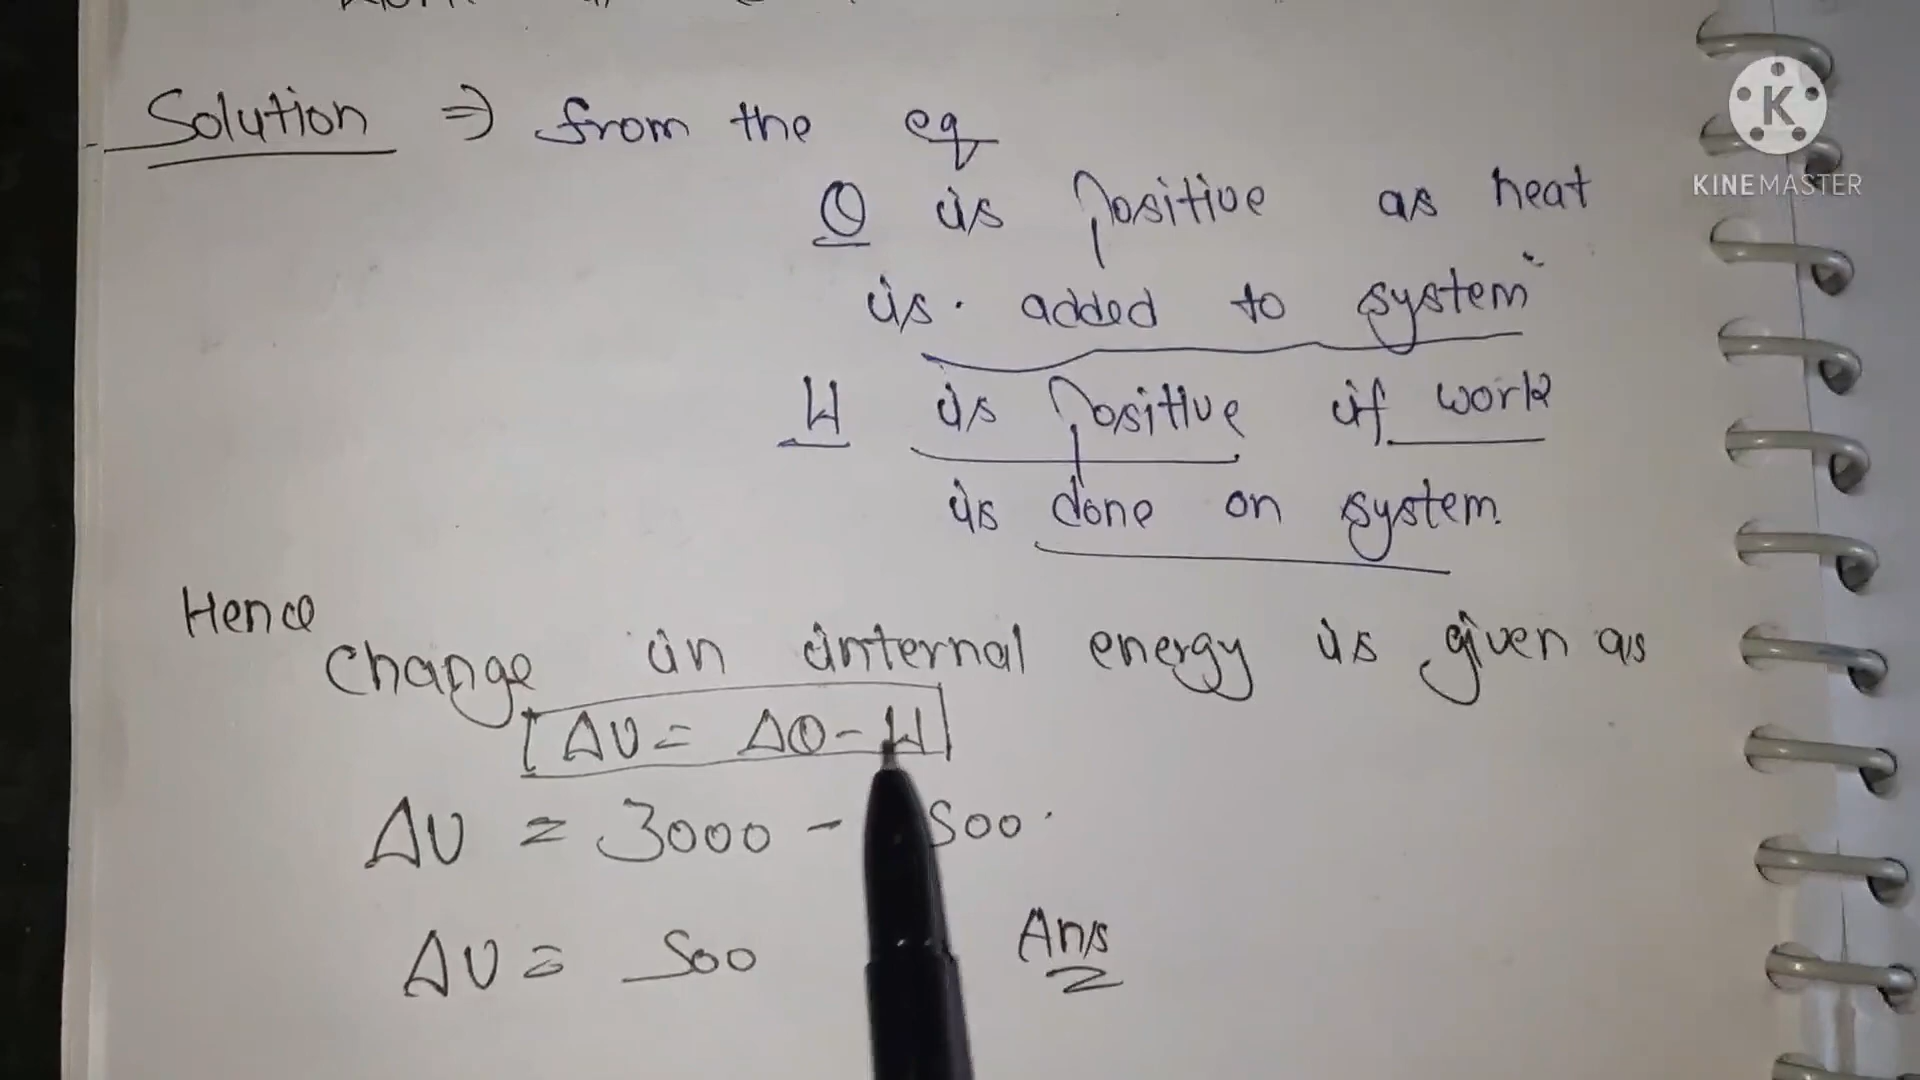 Solution ⇒ from the eq
Q is Positive as heat
is added to system"
W is Positive if work
is done on system.
Hence
Change in internal energy is given as
ΔU = ΔQ - W
ΔU = 3000 - 500
ΔU = 500 Ans
K
KINEMASTER